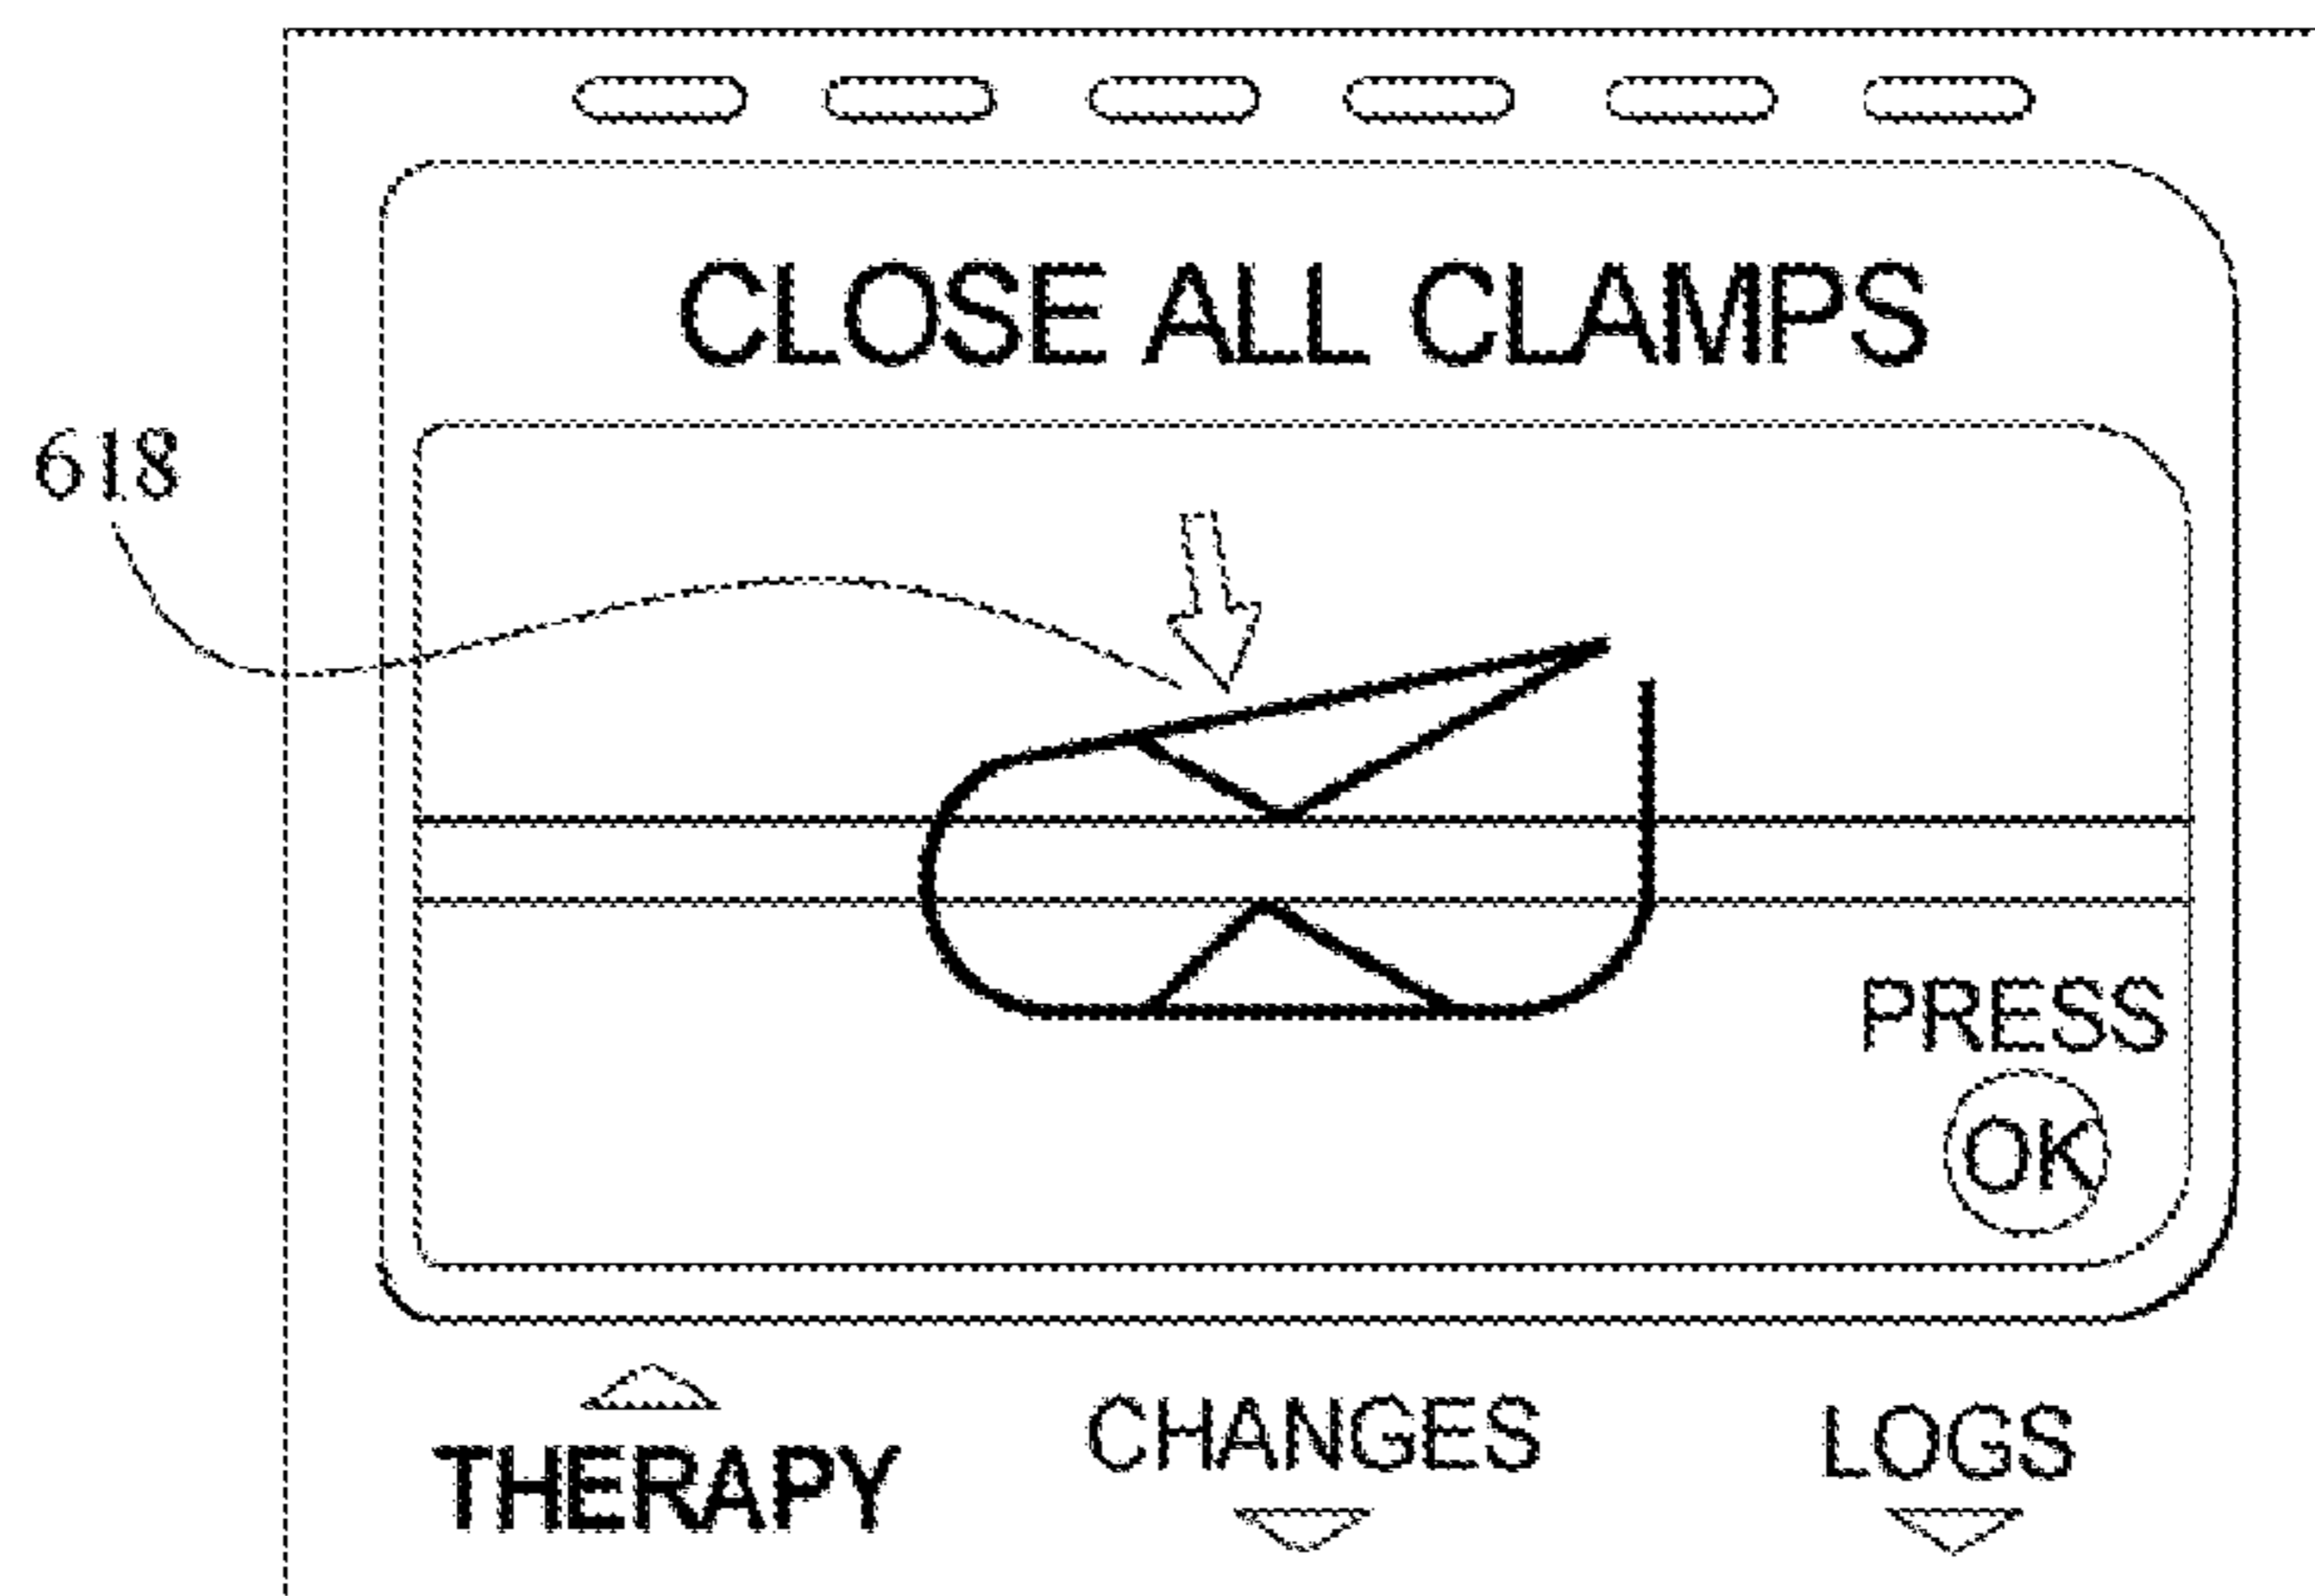 CLOSE ALL CLAMPS
618
PRESS
OK
THERAPY CHANGES LOGS